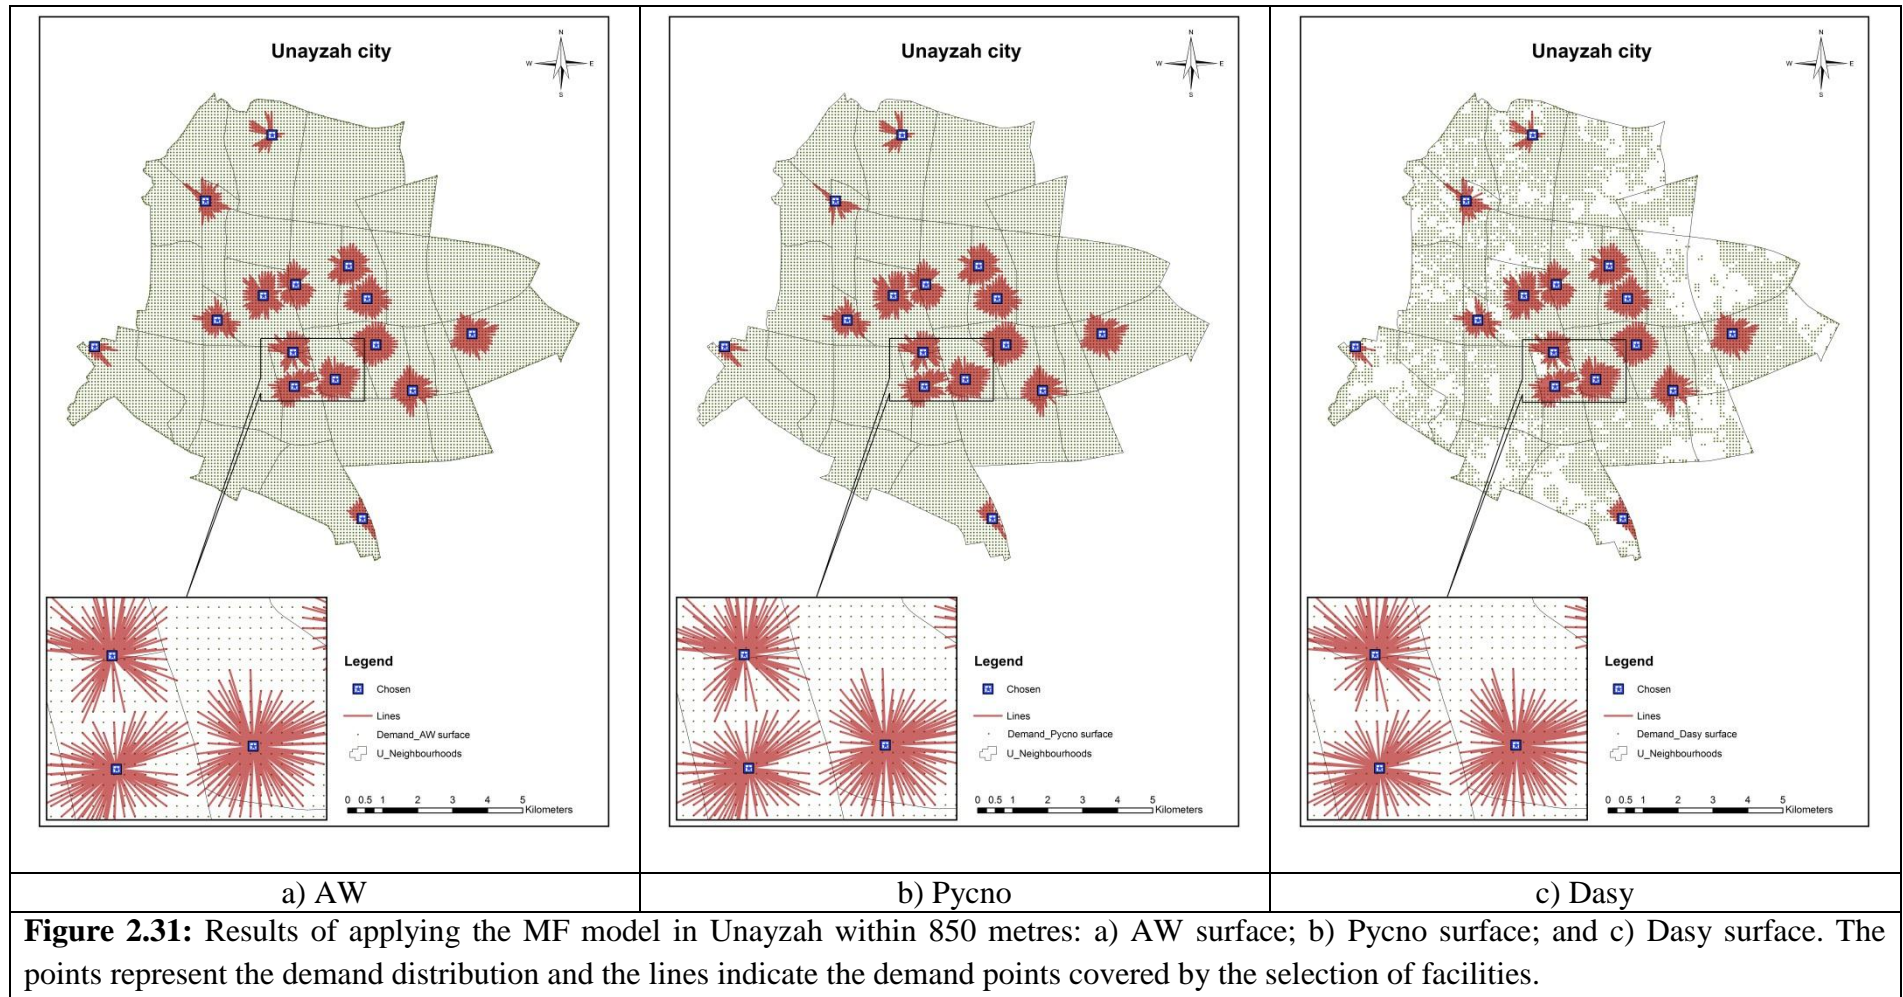 Unayzah city
N
W E
S
Legend
Chosen
Lines
Demand_AW surface
U_Neighbourhoods
0 0.5 1 2 3 4 5
Kilometers
a) AW
Unayzah city
N
W E
S
Legend
Chosen
Lines
Demand_Pycno surface
U_Neighbourhoods
0 0.5 1 2 3 4 5
Kilometers
b) Pycno
Unayzah city
N
W E
S
Legend
Chosen
Lines
Demand_Dasy surface
U_Neighbourhoods
0 0.5 1 2 3 4 5
Kilometers
c) Dasy
Figure 2.31: Results of applying the MF model in Unayzah within 850 metres: a) AW surface; b) Pycno surface; and c) Dasy surface. The
points represent the demand distribution and the lines indicate the demand points covered by the selection of facilities.